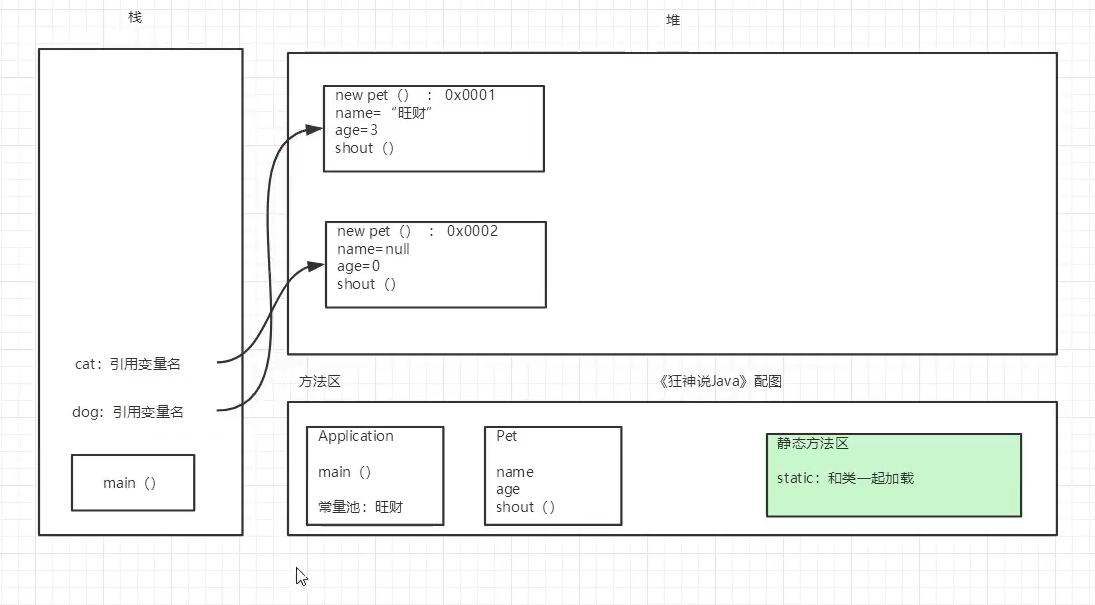 栈
堆
new pet（） ： 0x0001
name= “旺财”
age=3
shout（）
new pet（） ： 0x0002
name=null
age=0
shout（）
cat：引用变量名
dog：引用变量名
main（）
方法区
《狂神说Java》配图
Application
main（）
常量池：旺财
Pet
name
age
shout（）
静态方法区
static：和类一起加载